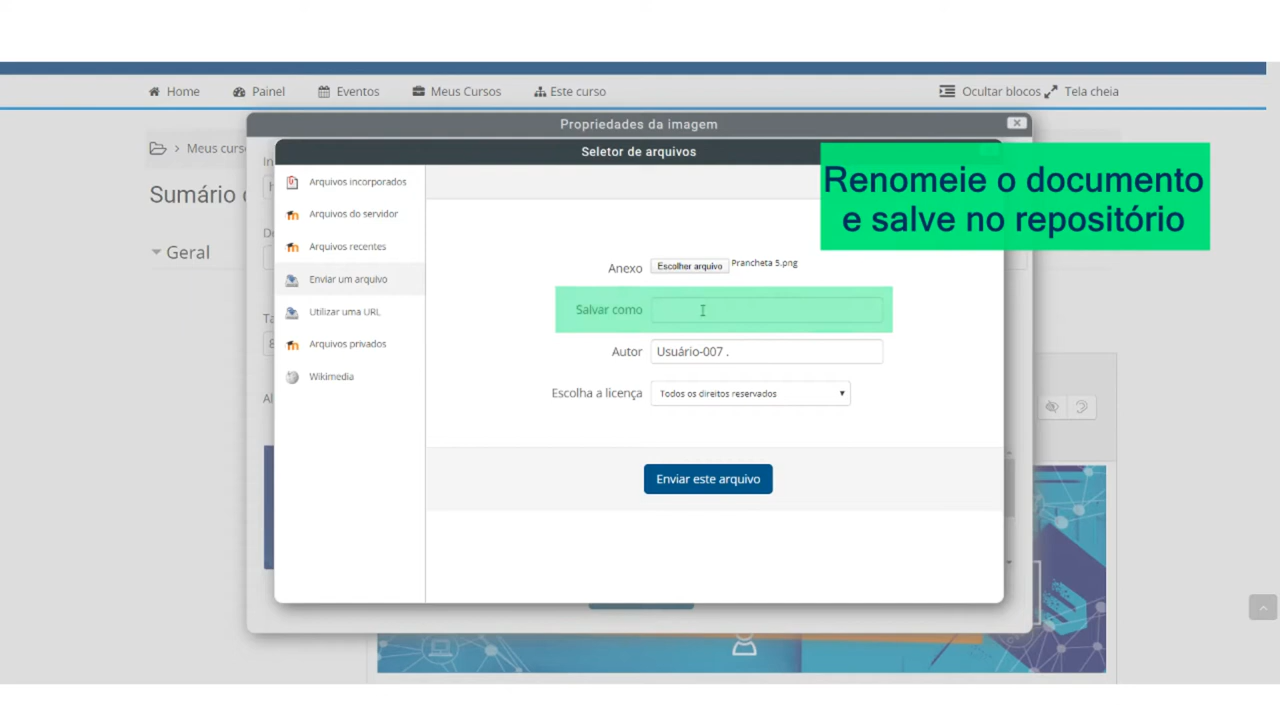 Home
Painel
Eventos
Meus Cursos
Este curso
Ocultar blocos
Tela cheia
Propriedades da imagem
Meus curs
Seletor de arquivos
Renomeie o documento
e salve no repositório
Sumário
Geral
Arquivos incorporados
Arquivos do servidor
Arquivos recentes
Enviar um arquivo
Utilizar uma URL
Arquivos privados
Wikimedia
Anexo
Escolher arquivo
Prancheta 5.png
Salvar como
Autor
Usuário-007 .
Escolha a licença
Todos os direitos reservados
Enviar este arquivo